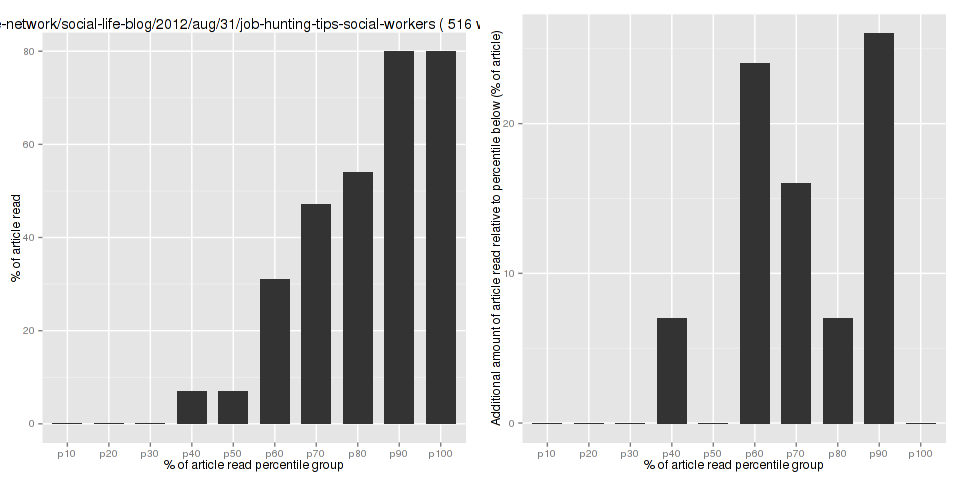 e-network/social-life-blog/2012/aug/31/job-hunting-tips-social-workers ( 516 w
% of article read
80
60
40
20
0
p10 p20 p30 p40 p50 p60 p70 p80 p90 p100
% of article read percentile group
Additional amount of article read relative to percentile below (% of article)
20
10
0
p10 p20 p30 p40 p50 p60 p70 p80 p90 p100
% of article read percentile group